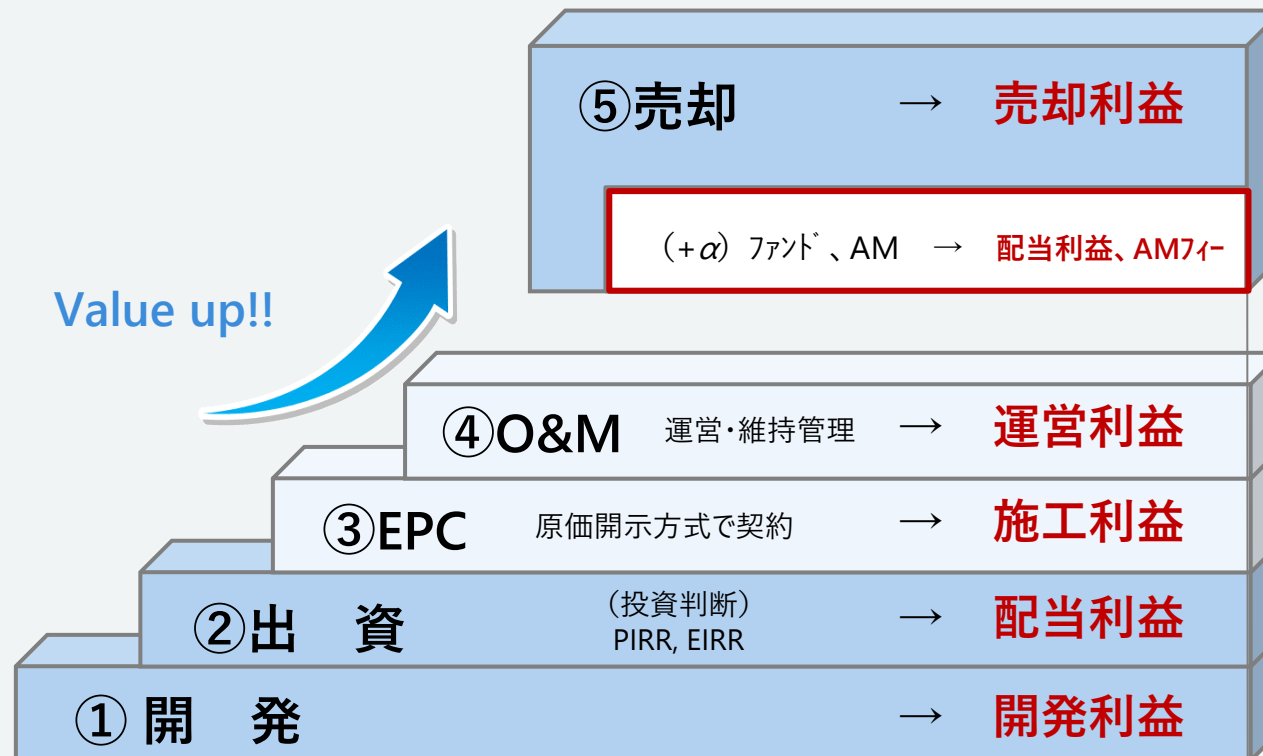 ⑤売却 → 売却利益
(+α) ﾌｧﾝﾄﾞ、AM → 配当利益、AMﾌｨｰ
Value up!!
④O&M 運営･維持管理 → 運営利益
③EPC 原価開示方式で契約 → 施工利益
②出 資 (投資判断) → 配当利益
PIRR, EIRR
① 開 発 → 開発利益